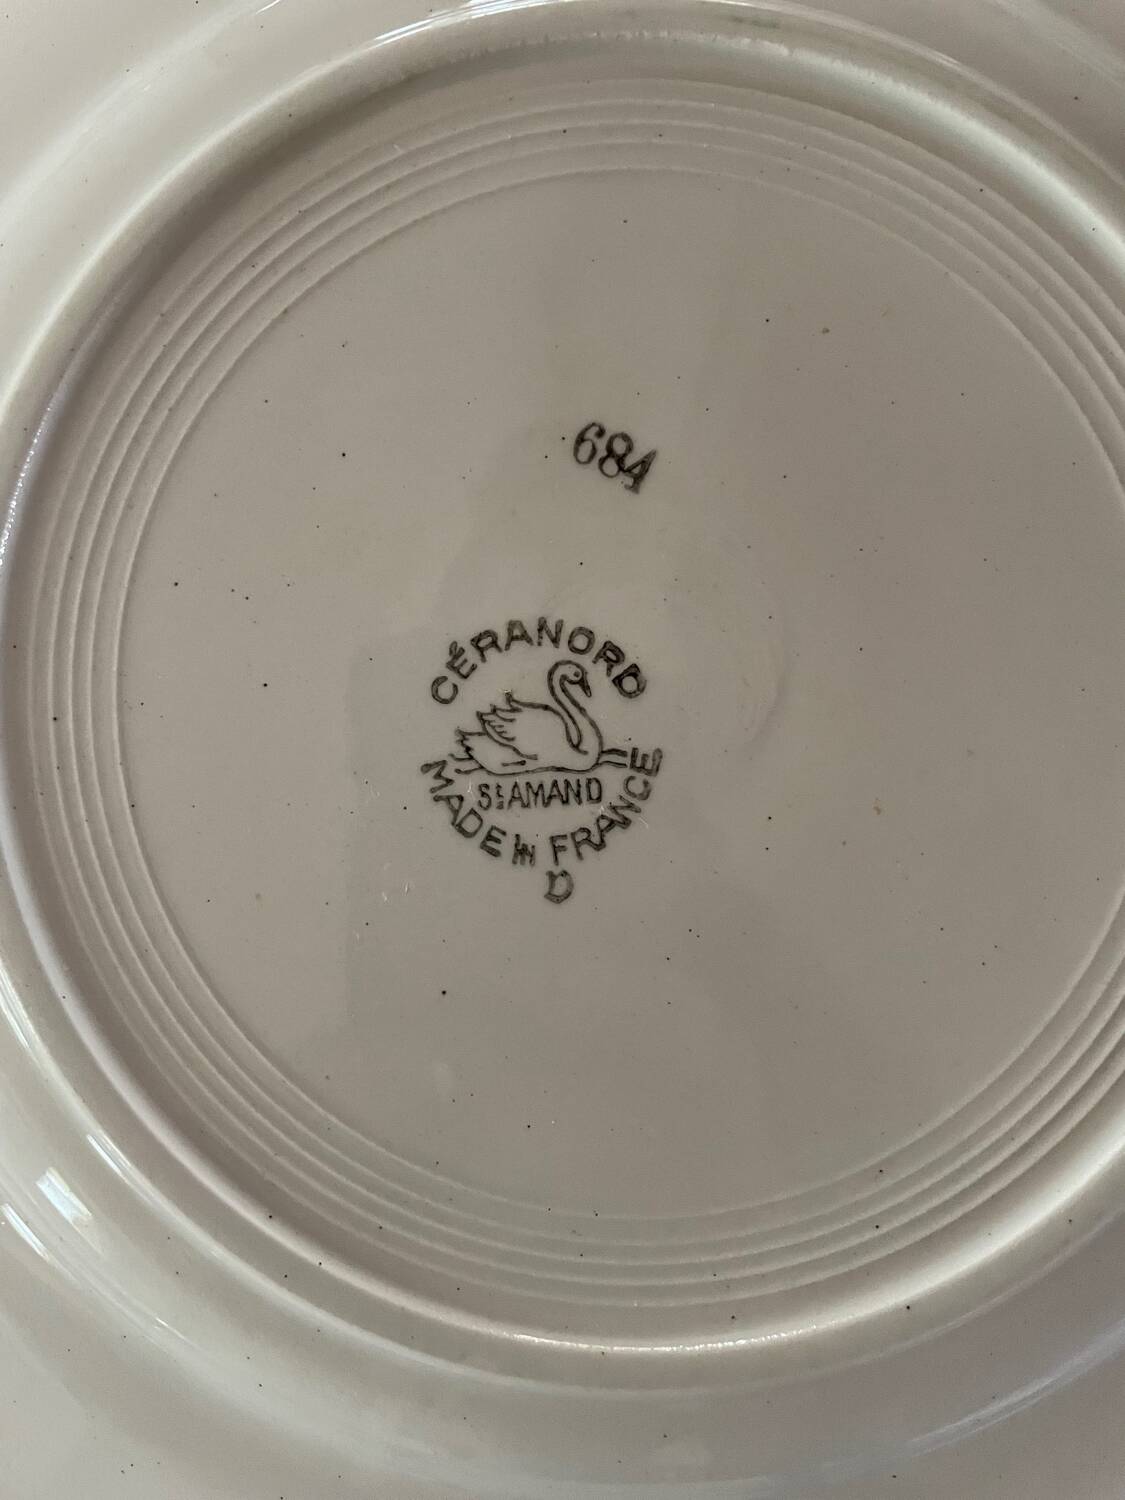 684
CÉRANORD
St AMAND
MADE IN FRANCE
D